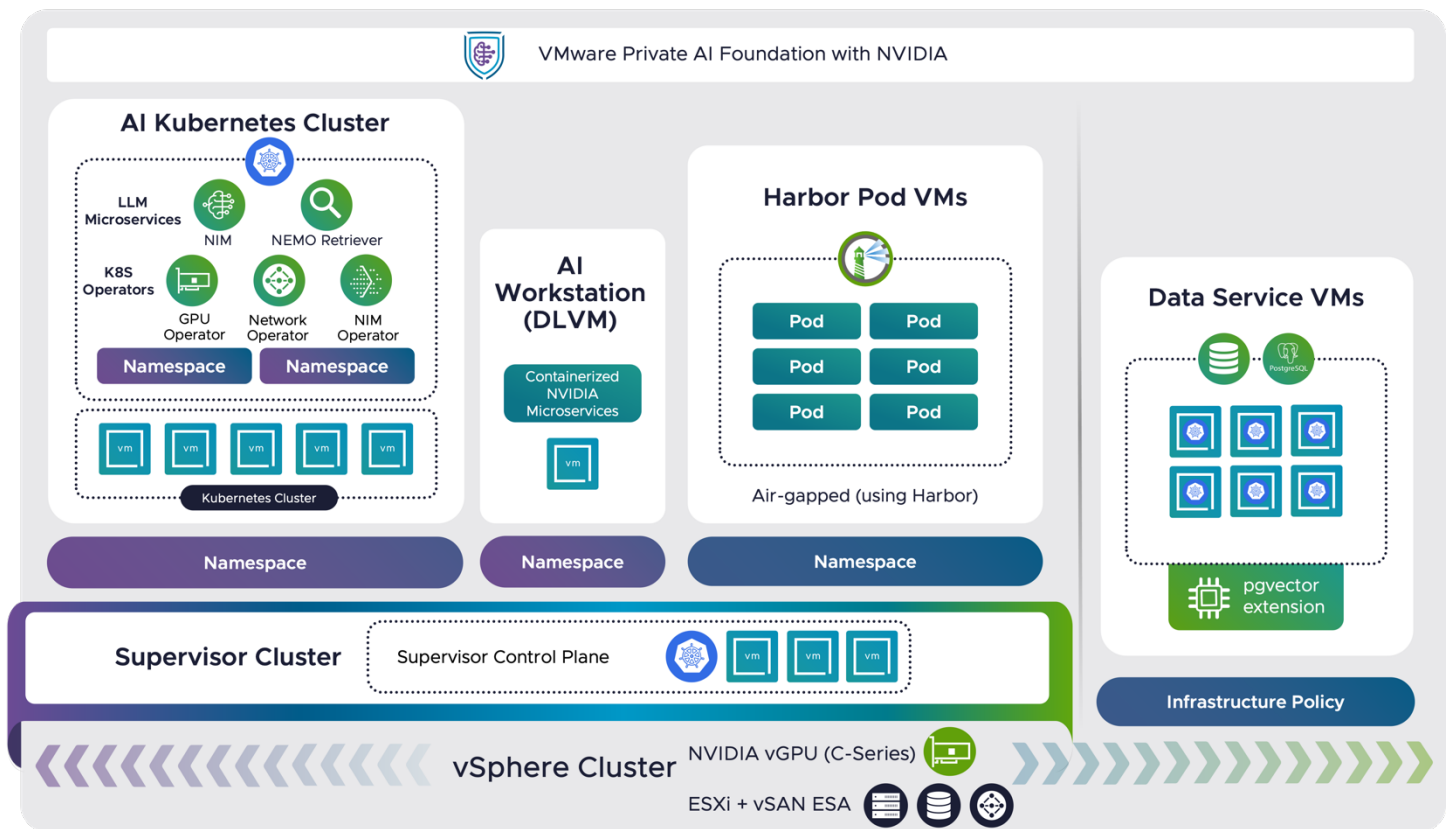 VMware Private AI Foundation with NVIDIA
AI Kubernetes Cluster
LLM
Microservices
NIM
NEMO Retriever
K8S
Operators
GPU
Operator
Network
Operator
NIM
Operator
Namespace
Namespace
vm
vm
vm
vm
vm
Kubernetes Cluster
Namespace
AI
Workstation
(DLVM)
Containerized
NVIDIA
Microservices
vm
Namespace
Harbor Pod VMs
Pod
Pod
Pod
Pod
Pod
Pod
Air-gapped (using Harbor)
Namespace
Data Service VMs
PostgreSQL
pgvector
extension
Infrastructure Policy
Supervisor Cluster
Supervisor Control Plane
vm
vm
vm
vSphere Cluster
NVIDIA vGPU (C-Series)
ESXi + vSAN ESA